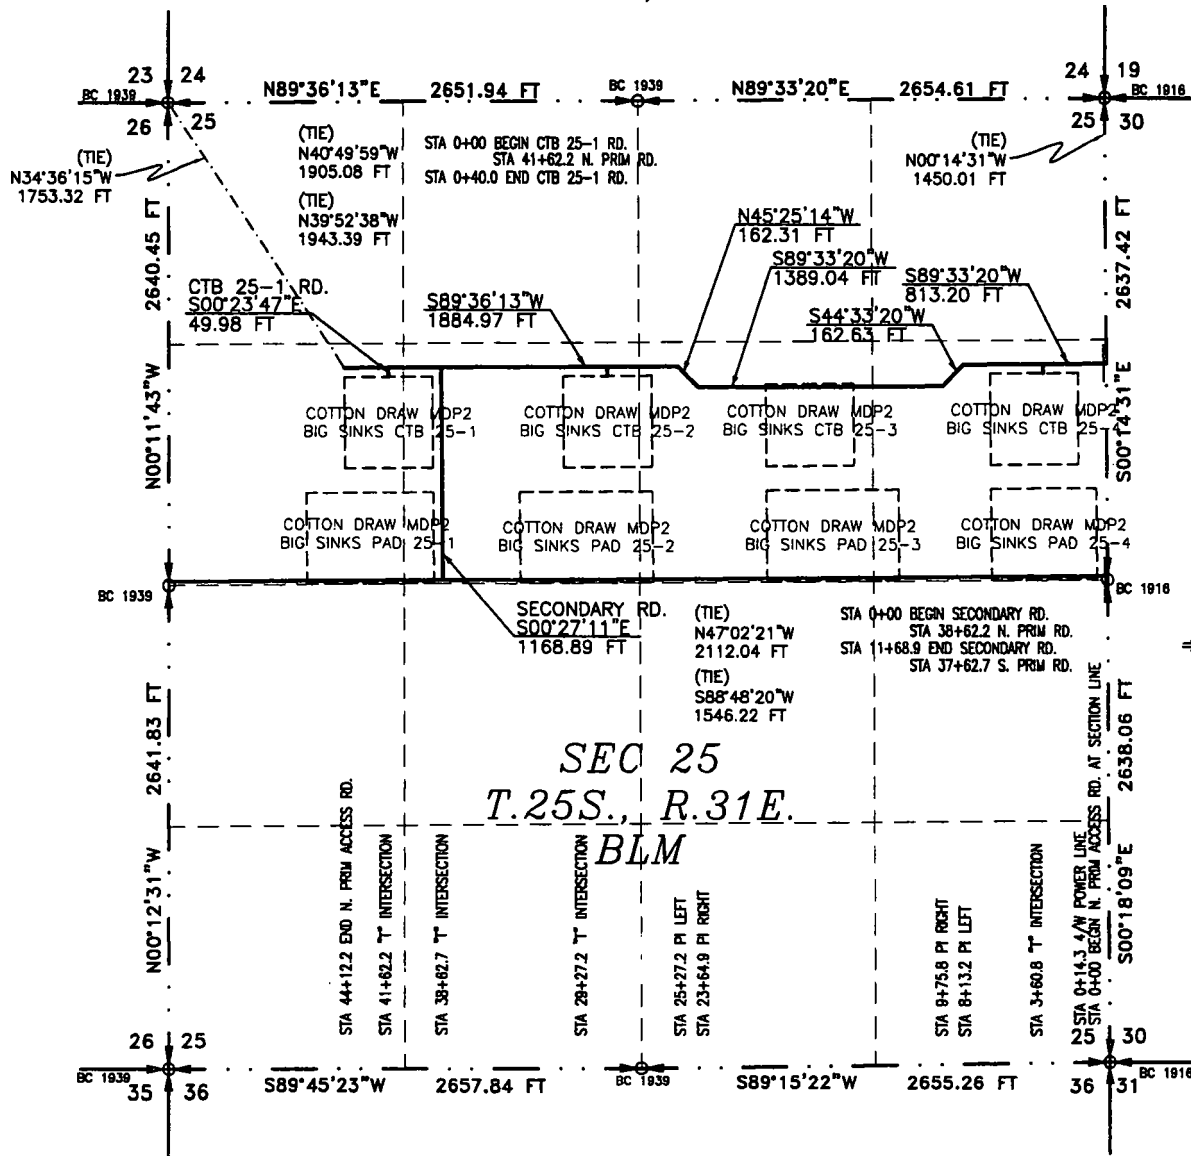 23 24
24 19
N89°36'13"E 2651.94 FT
BC 1939
N89°33'20"E 2654.61 FT
BC 1939
BC 1916
26 25
25 30
(TIE)
N34°36'15"W
1753.32 FT
(TIE)
N40°49'59"W
1905.08 FT
(TIE)
N39°52'38"W
1943.39 FT
STA 0+00 BEGIN CTB 25-1 RD.
STA 41+62.2 N. PRIM RD.
STA 0+40.0 END CTB 25-1 RD.
(TIE)
N00°14'31"W
1450.01 FT
2640.45 FT
2637.42 FT
N45°25'14"W
162.31 FT
S89°33'20"W
1389.04 FT
S89°33'20"W
813.20 FT
CTB 25-1 RD.
S00°23'47"E
49.98 FT
S89°36'13"W
1884.97 FT
S44°33'20"W
162.63 FT
N00°11'43"W
S00°14'31"E
COTTON DRAW MDP2
BIG SINKS CTB 25-1
COTTON DRAW MDP2
BIG SINKS CTB 25-2
COTTON DRAW MDP2
BIG SINKS CTB 25-3
COTTON DRAW MDP2
BIG SINKS CTB 25-4
COTTON DRAW MDP2
BIG SINKS PAD 25-1
COTTON DRAW MDP2
BIG SINKS PAD 25-2
COTTON DRAW MDP2
BIG SINKS PAD 25-3
COTTON DRAW MDP2
BIG SINKS PAD 25-4
BC 1939
BC 1916
SECONDARY RD.
S00°27'11"E
1168.89 FT
(TIE)
N47°02'21"W
2112.04 FT
(TIE)
S88°48'20"W
1546.22 FT
STA 0+00 BEGIN SECONDARY RD.
STA 38+62.2 N. PRIM RD.
STA 11+68.9 END SECONDARY RD.
STA 37+62.7 S. PRIM RD.
2641.83 FT
2638.06 FT
SEC 25
T.25S., R.31E.
BLM
N00°12'31"W
S00°18'09"E
STA 44+12.2 END N. PRIM ACCESS RD.
STA 41+62.2 "T" INTERSECTION
STA 38+62.7 "T" INTERSECTION
STA 29+27.2 "T" INTERSECTION
STA 25+27.2 PI LEFT
STA 23+64.9 PI RIGHT
STA 9+75.8 PI RIGHT
STA 8+13.2 PI LEFT
STA 3+60.8 "T" INTERSECTION
STA 0+14.3 4/W POWER LINE
STA 0+00 BEGIN N. PRIM ACCESS RD. AT SECTION LINE
26 25
25 30
BC 1939
BC 1939
BC 1916
35 36
S89°45'23"W 2657.84 FT
S89°15'22"W 2655.26 FT
36 31